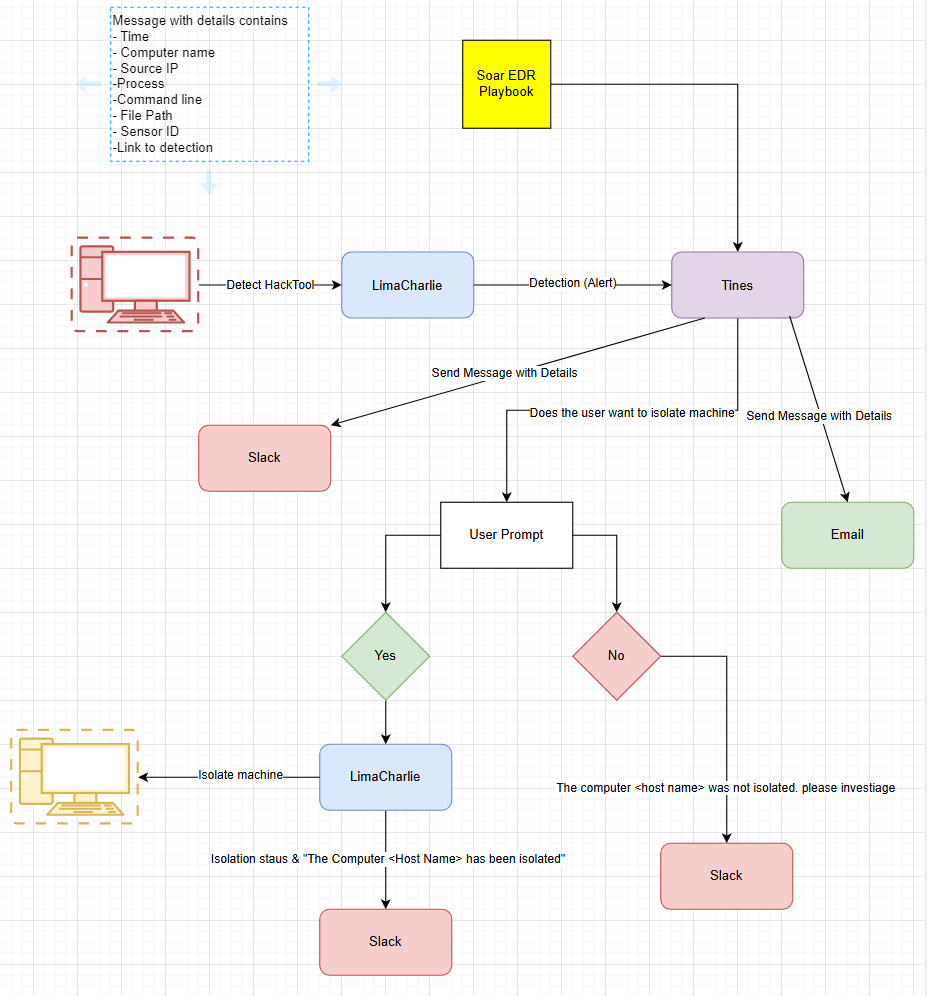 Message with details contains
- Time
- Computer name
- Source IP
-Process
-Command line
- File Path
- Sensor ID
-Link to detection
Soar EDR
Playbook
Detect HackTool
LimaCharlie
Detection (Alert)
Tines
Send Message with Details
Does the user want to isolate machine
Send Message with Details
Slack
User Prompt
Email
Yes
No
Isolate machine
LimaCharlie
The computer <host name> was not isolated. please investiage
Isolation staus & "The Computer <Host Name> has been isolated"
Slack
Slack